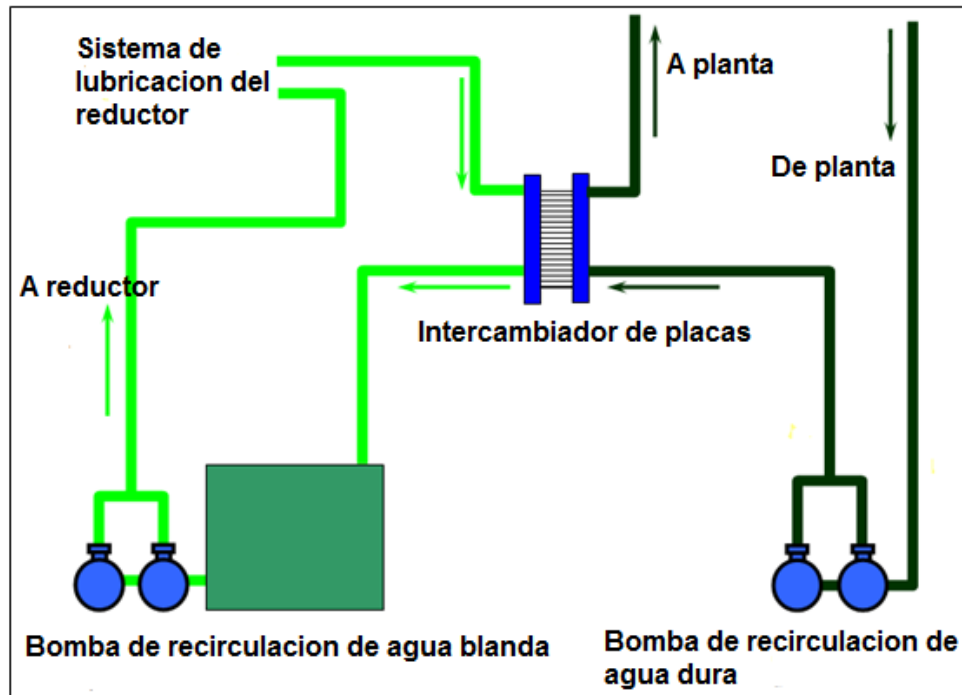 Sistema de
lubricacion del
reductor
A planta
De planta
A reductor
Intercambiador de placas
Bomba de recirculacion de agua blanda
Bomba de recirculacion de
agua dura